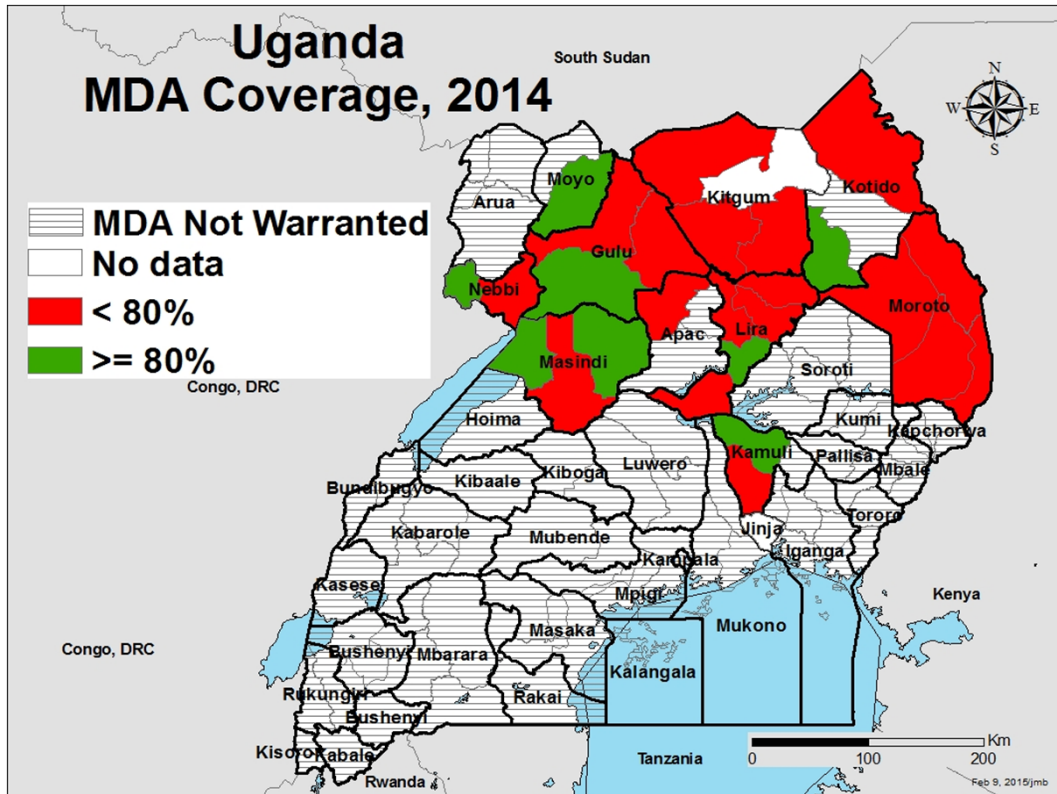 Uganda
MDA Coverage, 2014
South Sudan
N
W
E
S
MDA Not Warranted
No data
< 80%
>= 80%
Moyo
Arua
Kitgum
Kotido
Gulu
Nebbi
Moroto
Apac
Lira
Masindi
Congo, DRC
Soroti
Hoima
Kumi
Kapchorwa
Kamuli
Pallisa
Mbale
Luwero
Kiboga
Kibaale
Bundibugyo
Tororo
Jinja
Kabarole
Mubende
Iganga
Kampala
Kasese
Mpigi
Kenya
Masaka
Mukono
Congo, DRC
Bushenyi
Mbarara
Kalangala
Rukungiri
Rakai
Bushenyi
Kisoro
Kabale
Tanzania
Rwanda
Km
0
100
200
Feb 9, 2015/jmb